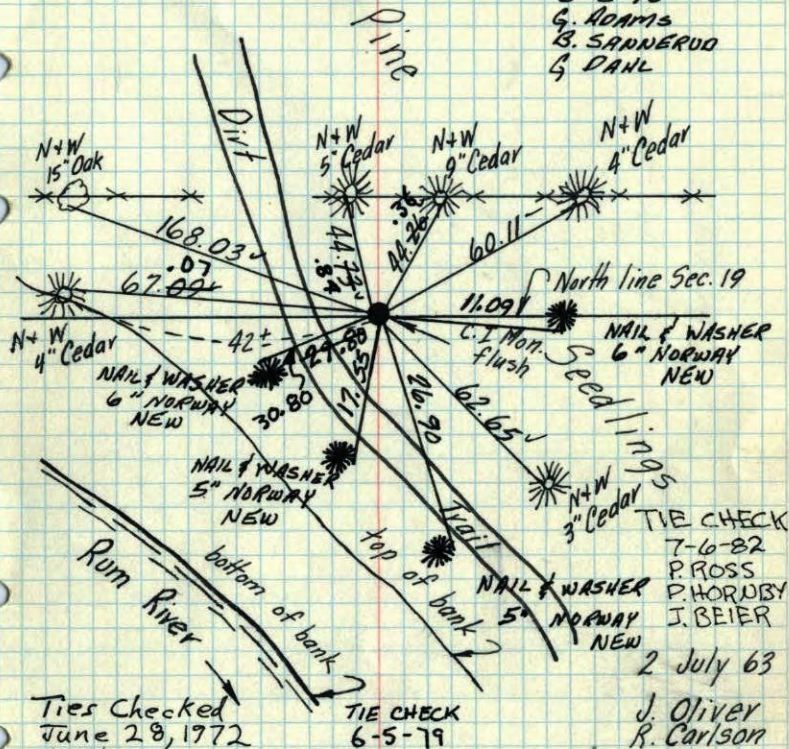 Pine
G. ADAMS
B. SANNERUD
G DAHL
Dirt
N+W
15" Oak
N+W
5" Cedar
N+W
9" Cedar
N+W
4" Cedar
168.03
.07
67.09
44.73
.8
44.26
.36
60.11
North line Sec. 19
11.09
C.I Mon.
flush
N+W
4" Cedar
42±
NAIL & WASHER
6" NORWAY
NEW
NAIL & WASHER
6" NORWAY
NEW
30.80
17.55
26.90
62.65
Seedlings
NAIL & WASHER
5" NORWAY
NEW
N+W
3" Cedar
Trail
TIE CHECK
7-6-82
P. ROSS
P. HORNBY
J. BEIER
NAIL & WASHER
5" NORWAY
NEW
top of bank
bottom of bank
Rum River
2 July 63
J. Oliver
R. Carlson
Ties Checked
June 28, 1972
TIE CHECK
6-5-79